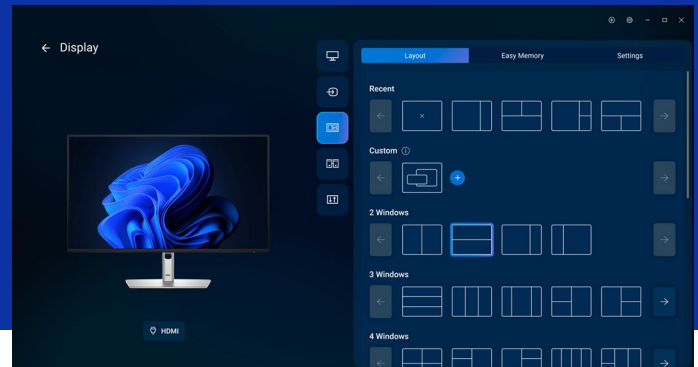 Display
Layout Easy Memory Settings
Recent
Custom
2 Windows
3 Windows
4 Windows
HDMI